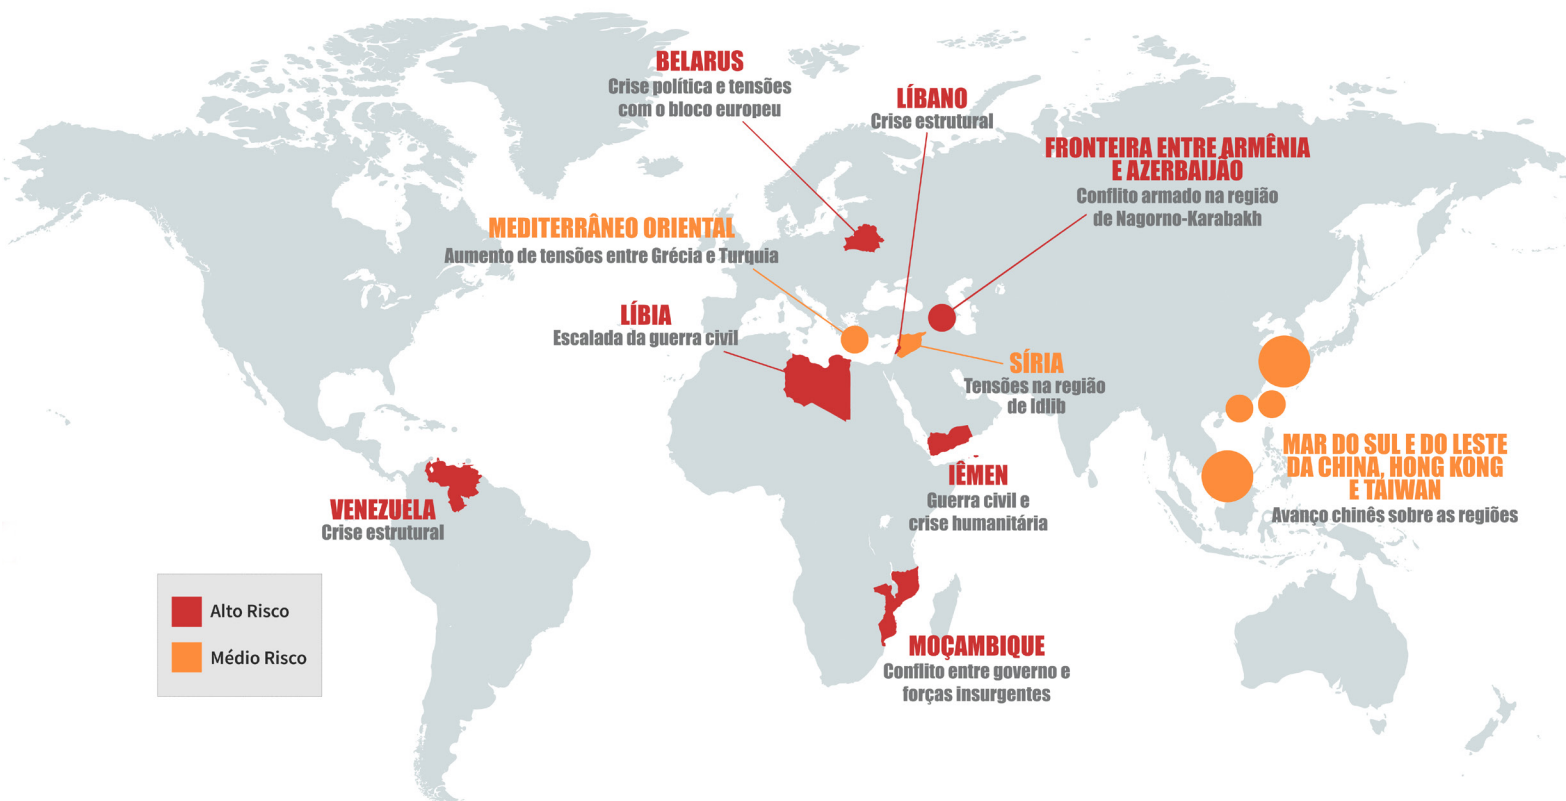 BELARUS
Crise política e tensões
com o bloco europeu
LÍBANO
Crise estrutural
FRONTEIRA ENTRE ARMÊNIA
E AZERBAIJÃO
Conflito armado na região
de Nagorno-Karabakh
MEDITERRÂNEO ORIENTAL
Aumento de tensões entre Grécia e Turquia
LÍBIA
Escalada da guerra civil
SÍRIA
Tensões na região
de Idlib
MAR DO SUL E DO LESTE
DA CHINA, HONG KONG
E TAIWAN
Avanço chinês sobre as regiões
IÊMEN
Guerra civil e
crise humanitária
VENEZUELA
Crise estrutural
MOÇAMBIQUE
Conflito entre governo e
forças insurgentes
Alto Risco
Médio Risco